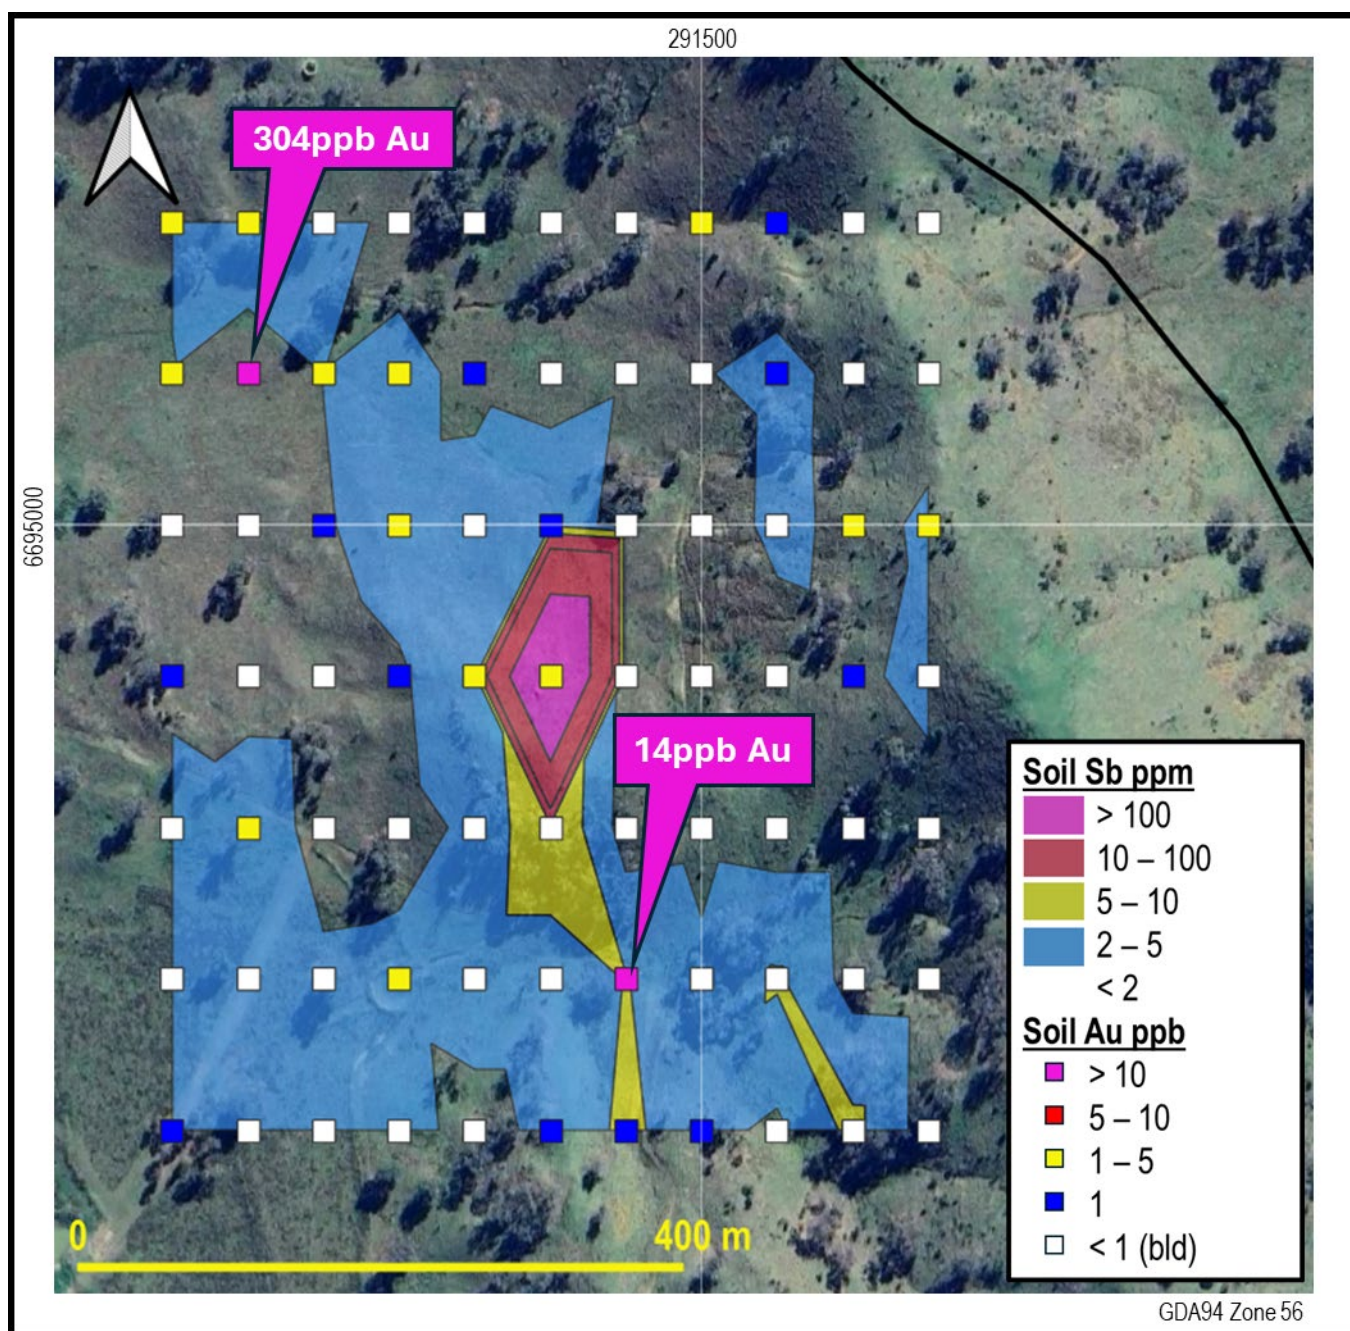 291500
304ppb Au
6695000
14ppb Au
Soil Sb ppm
> 100
10 – 100
5 – 10
2 – 5
< 2
Soil Au ppb
> 10
5 – 10
1 – 5
1
< 1 (bld)
0
400 m
GDA94 Zone 56